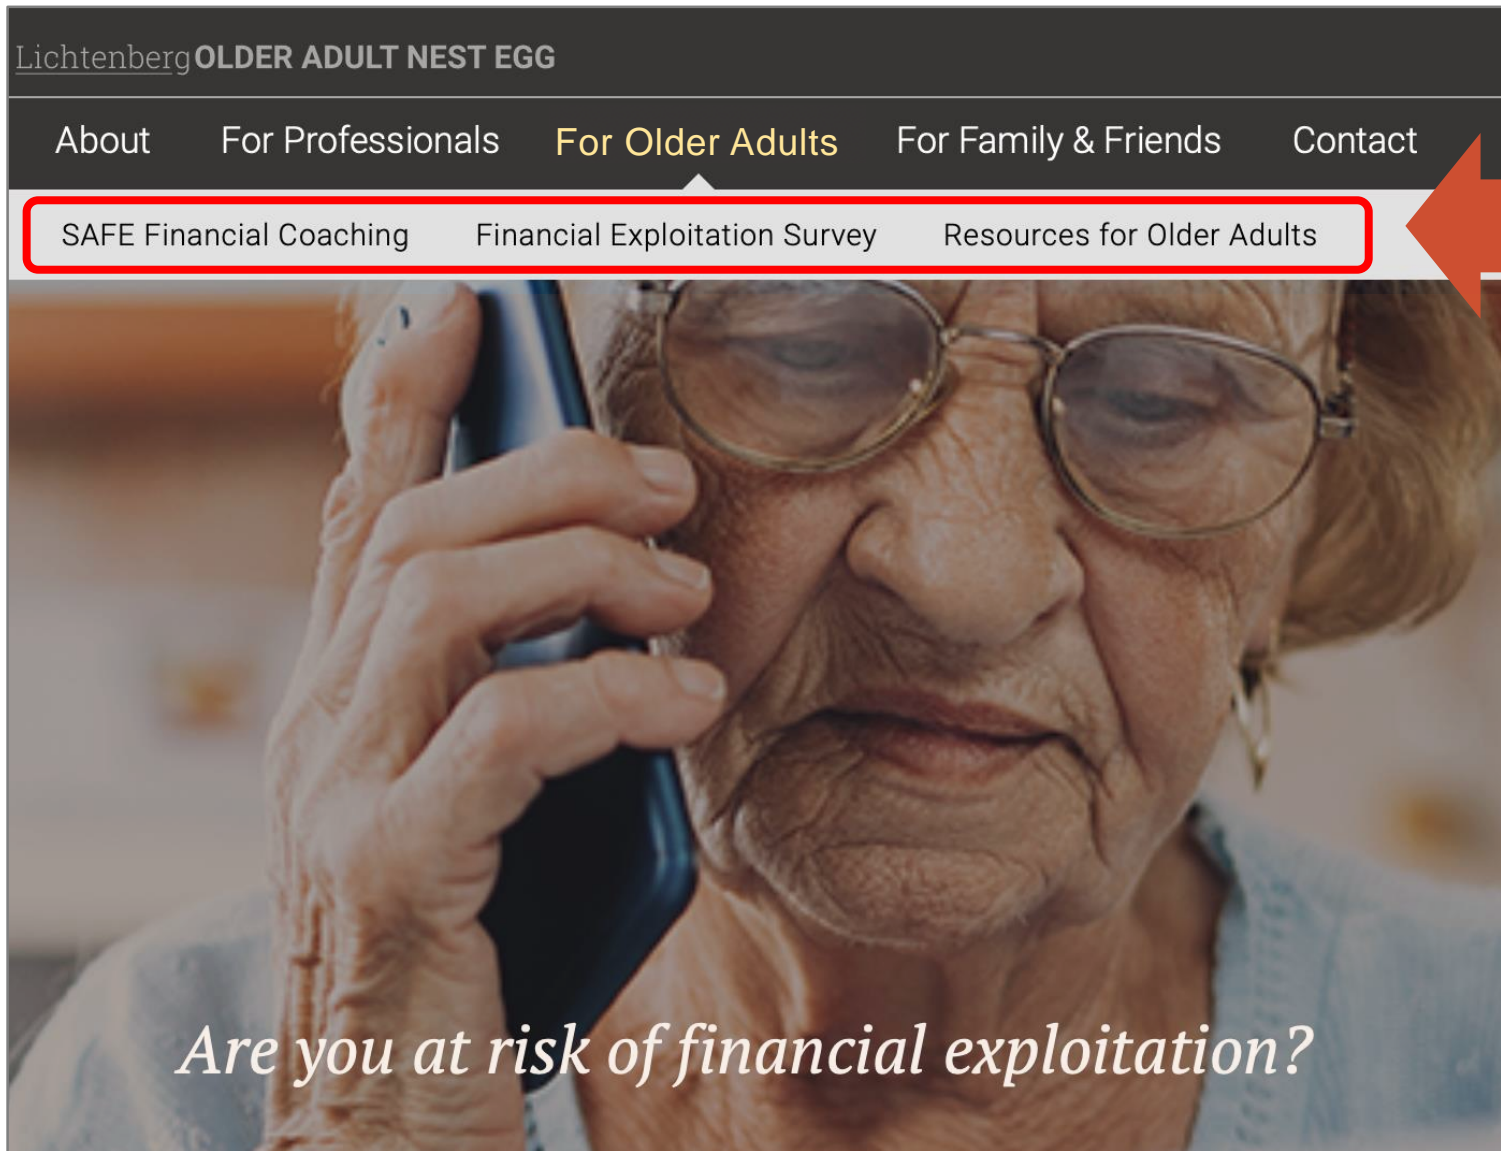 Lichtenberg OLDER ADULT NEST EGG
About For Professionals For Older Adults For Family & Friends Contact
SAFE Financial Coaching Financial Exploitation Survey Resources for Older Adults
Are you at risk of financial exploitation?